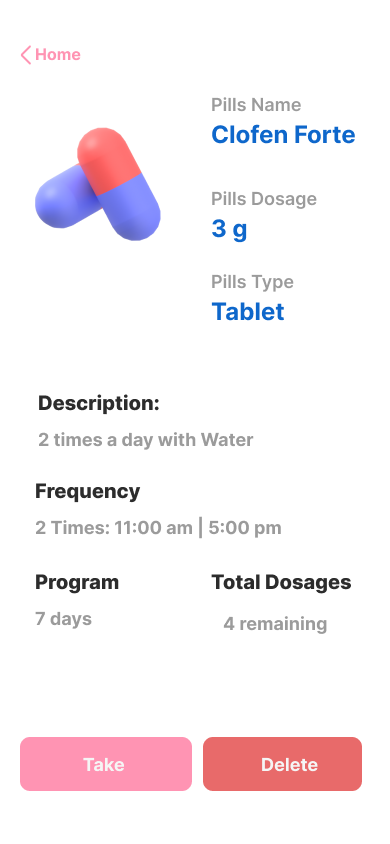 Home
Pills Name
Clofen Forte
Pills Dosage
3 g
Pills Type
Tablet
Description:
2 times a day with Water
Frequency
2 Times: 11:00 am | 5:00 pm
Program
Total Dosages
7 days
4 remaining
Take
Delete